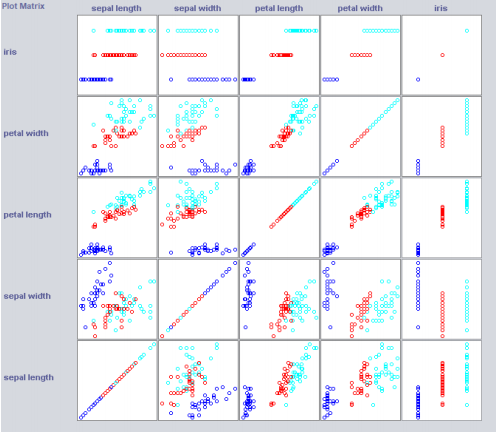 Plot Matrix
sepal length sepal width petal length petal width iris
iris
petal width
petal length
sepal width
sepal length